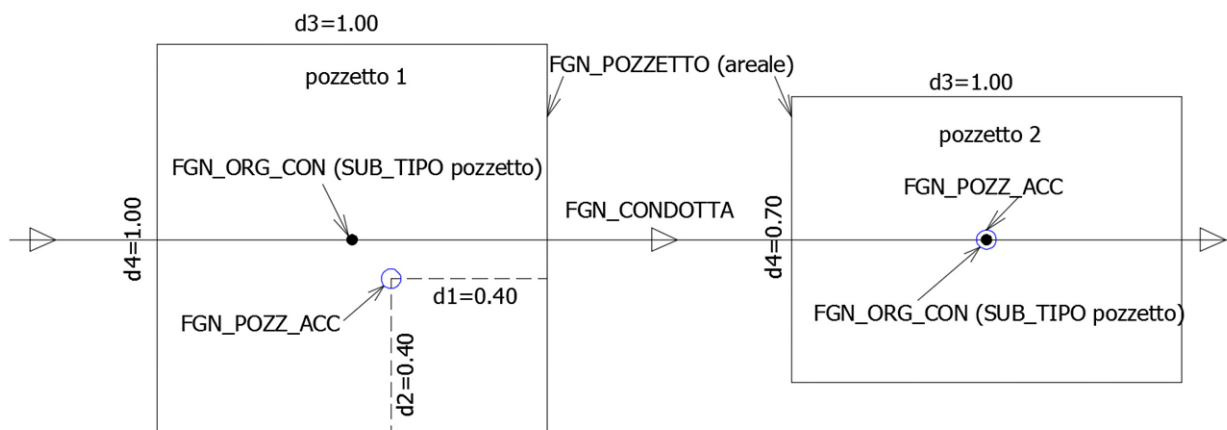 d3=1.00
pozzetto 1
FGN_POZZETTO (areale)
d3=1.00
pozzetto 2
FGN_ORG_CON (SUB_TIPO pozzetto)
FGN_POZZ_ACC
d4=1.00
FGN_CONDOTTA
d4=0.70
d1=0.40
FGN_POZZ_ACC
d2=0.40
FGN_ORG_CON (SUB_TIPO pozzetto)